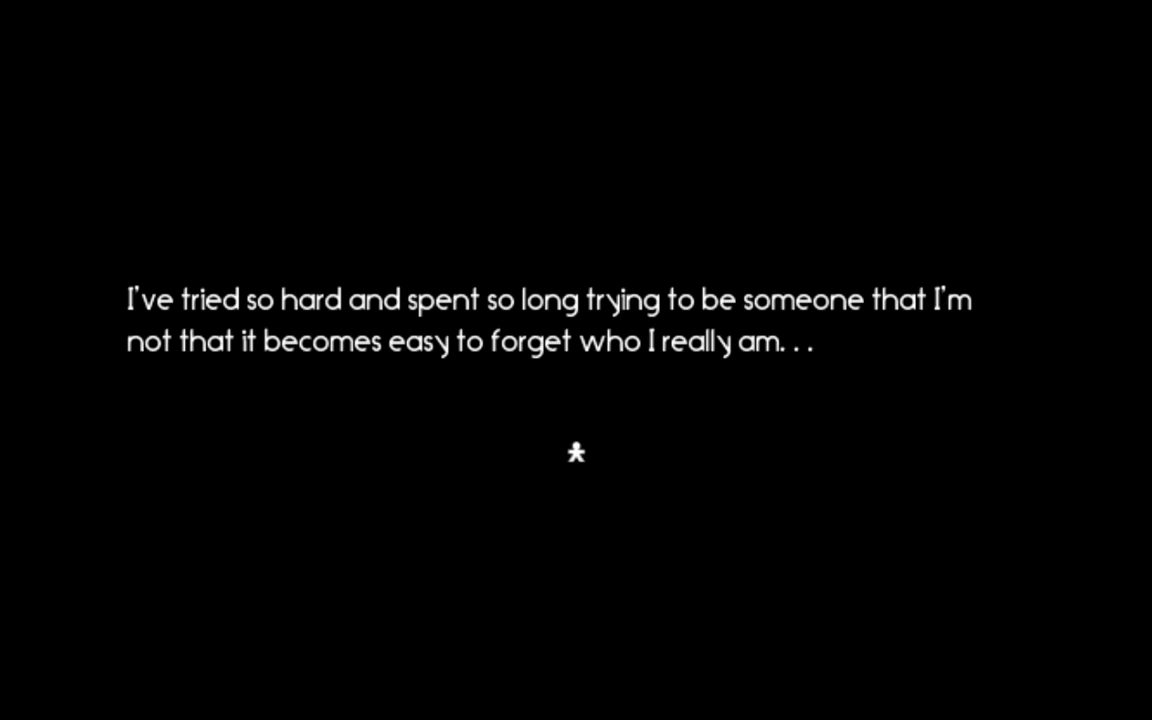 I've tried so hard and spent so long trying to be someone that I'm
not that it becomes easy to forget who I really am. . .